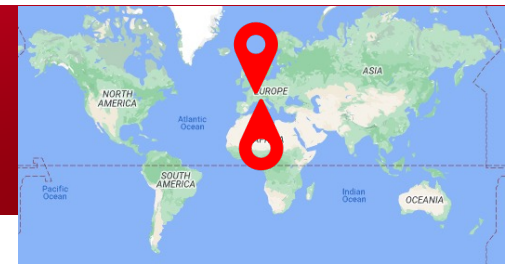 ASIA
EUROPE
NORTH
AMERICA
Atlantic
Ocean
SOUTH
AMERICA
Pacific
Ocean
Indian
Ocean
OCEANIA